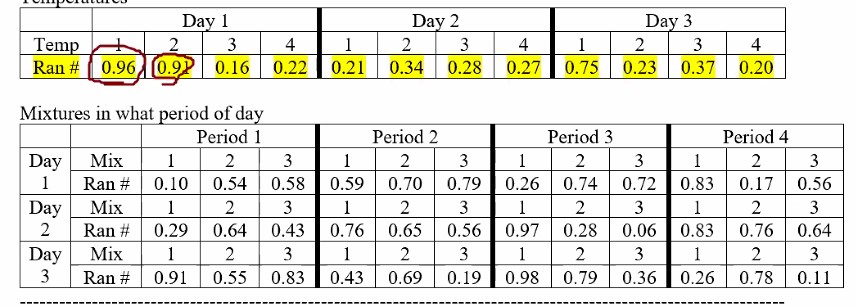 Temperatures
Day 1 Day 2 Day 3
Temp 1 2 3 4 1 2 3 4 1 2 3 4
Ran # 0.96 0.91 0.16 0.22 0.21 0.34 0.28 0.27 0.75 0.23 0.37 0.20
Mixtures in what period of day
Period 1 Period 2 Period 3 Period 4
Day Mix 1 2 3 1 2 3 1 2 3 1 2 3
1 Ran # 0.10 0.54 0.58 0.59 0.70 0.79 0.26 0.74 0.72 0.83 0.17 0.56
Day Mix 1 2 3 1 2 3 1 2 3 1 2 3
2 Ran # 0.29 0.64 0.43 0.76 0.65 0.56 0.97 0.28 0.06 0.83 0.76 0.64
Day Mix 1 2 3 1 2 3 1 2 3 1 2 3
3 Ran # 0.91 0.55 0.83 0.43 0.69 0.19 0.98 0.79 0.36 0.26 0.78 0.11